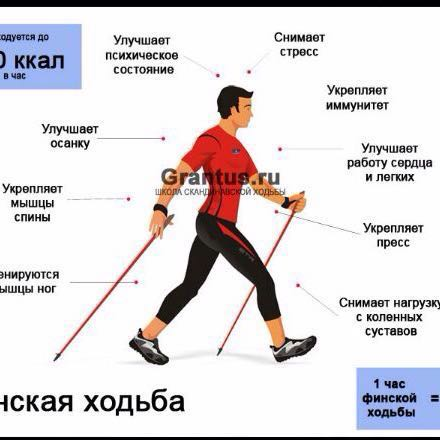 ходуется до
0 ккал
в час
Улучшает
психическое
состояние
Снимает
стресс
Укрепляет
иммунитет
Улучшает
осанку
Улучшает
работу сердца
и легких
Grantus.ru
ШКОЛА СКАНДИНАВСКОЙ ХОДЬБЫ
Укрепляет
мышцы
спины
Укрепляет
пресс
енируются
ышцы ног
Снимает нагрузку
с коленных
суставов
нская ходьба
1 час
финской =
ходьбы